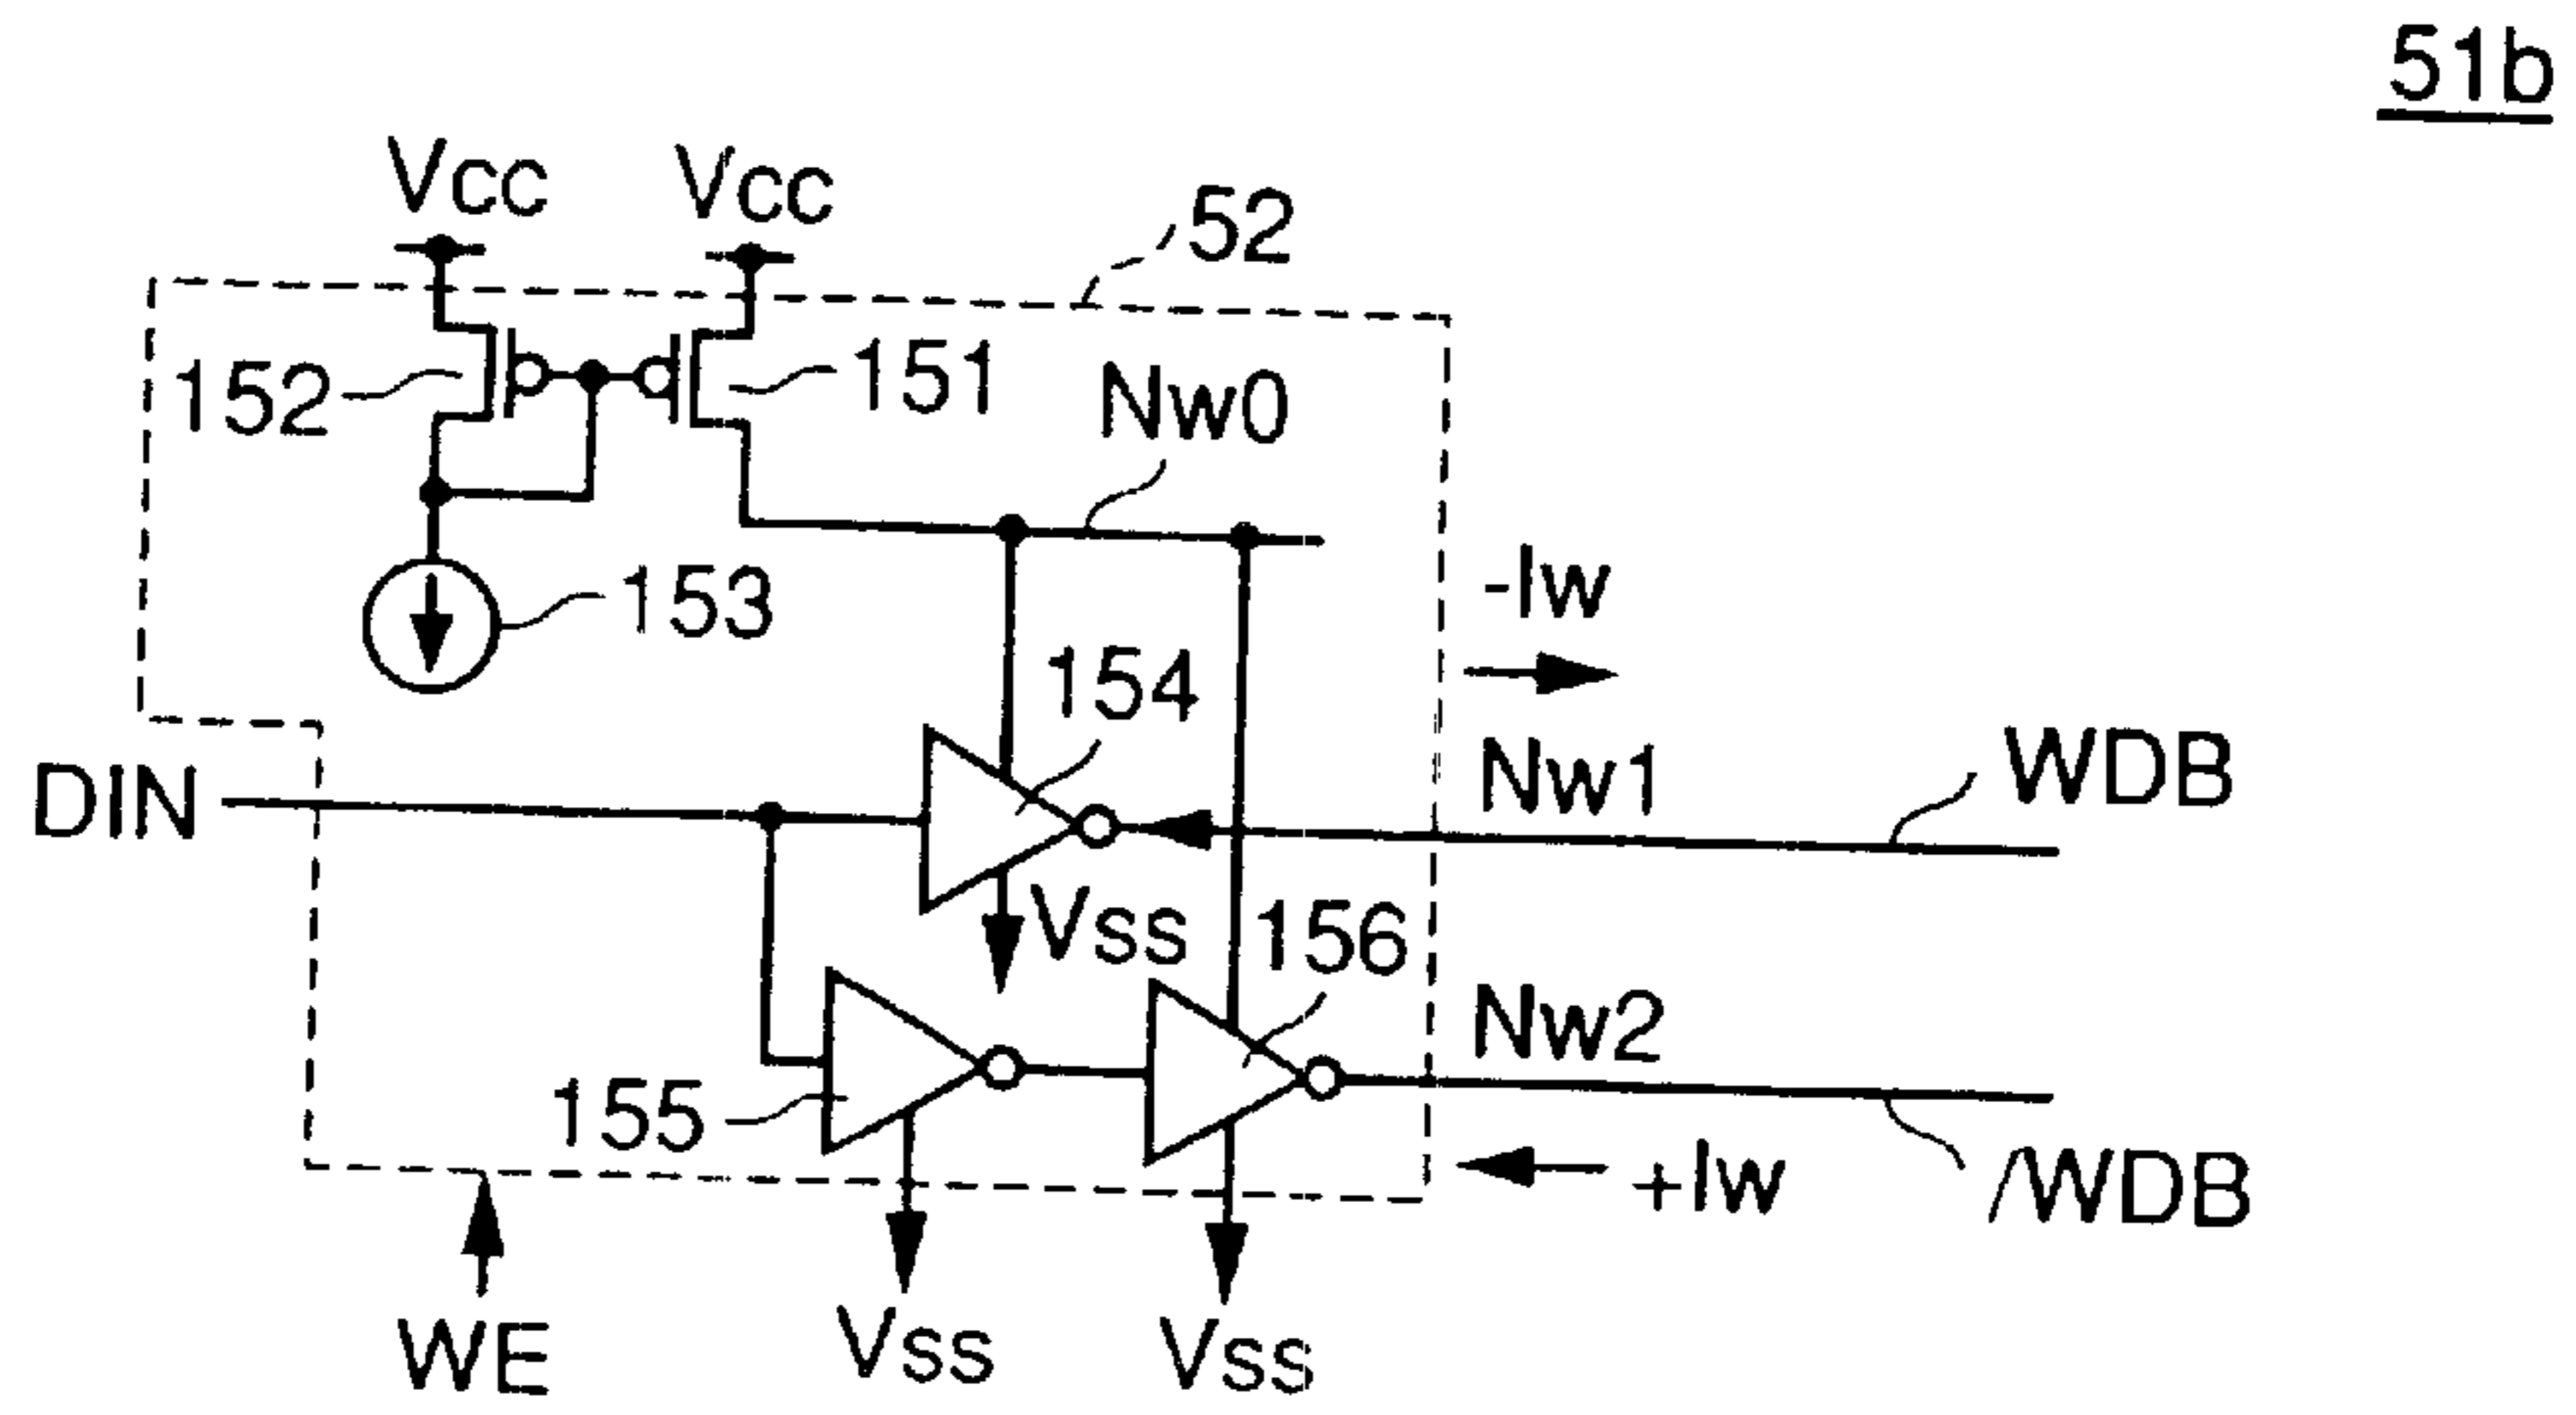 51b
Vcc
Vcc
52
152
151
Nw0
153
-Iw
154
DIN
Nw1
WDB
Vss
156
155
Nw2
+Iw
/WDB
WE
Vss
Vss